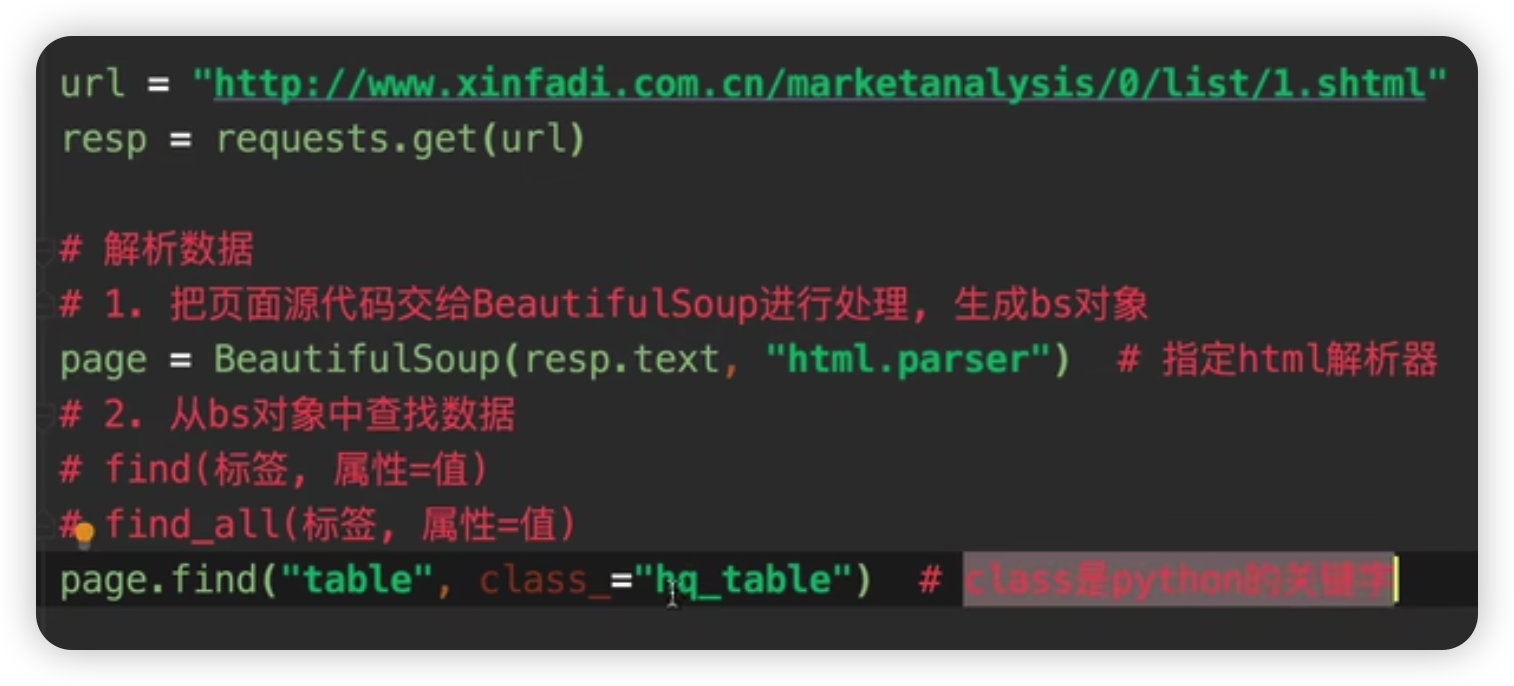 url = "http://www.xinfadi.com.cn/marketanalysis/0/list/1.shtml"
resp = requests.get(url)
# 解析数据
# 1. 把页面源代码交给BeautifulSoup进行处理, 生成bs对象
page = BeautifulSoup(resp.text, "html.parser")  # 指定html解析器
# 2. 从bs对象中查找数据
# find(标签, 属性=值)
# find_all(标签, 属性=值)
page.find("table", class_="hq_table")  # class是python的关键字